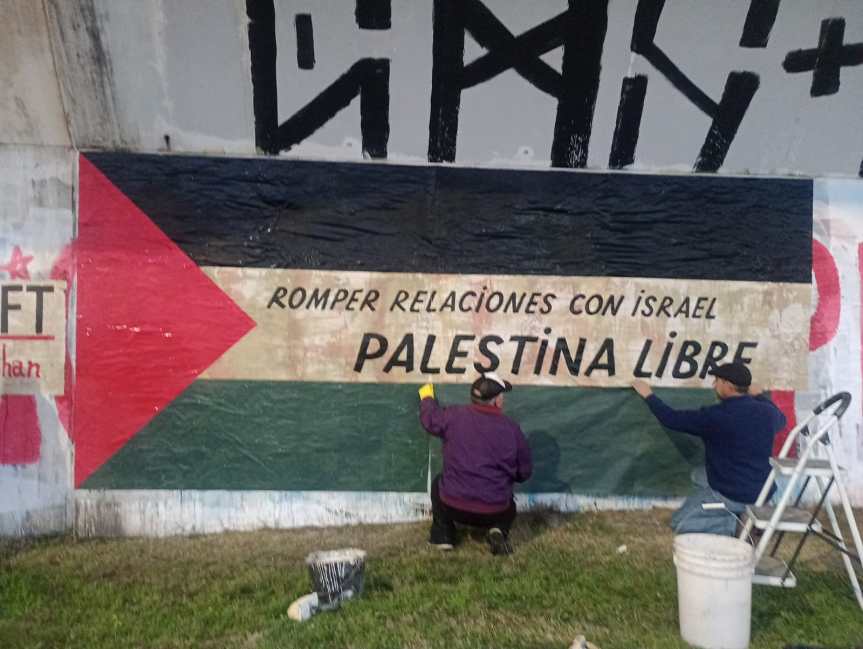 ROMPER RELACIONES CON ISRAEL
PALESTINA LIBRE
FT
han